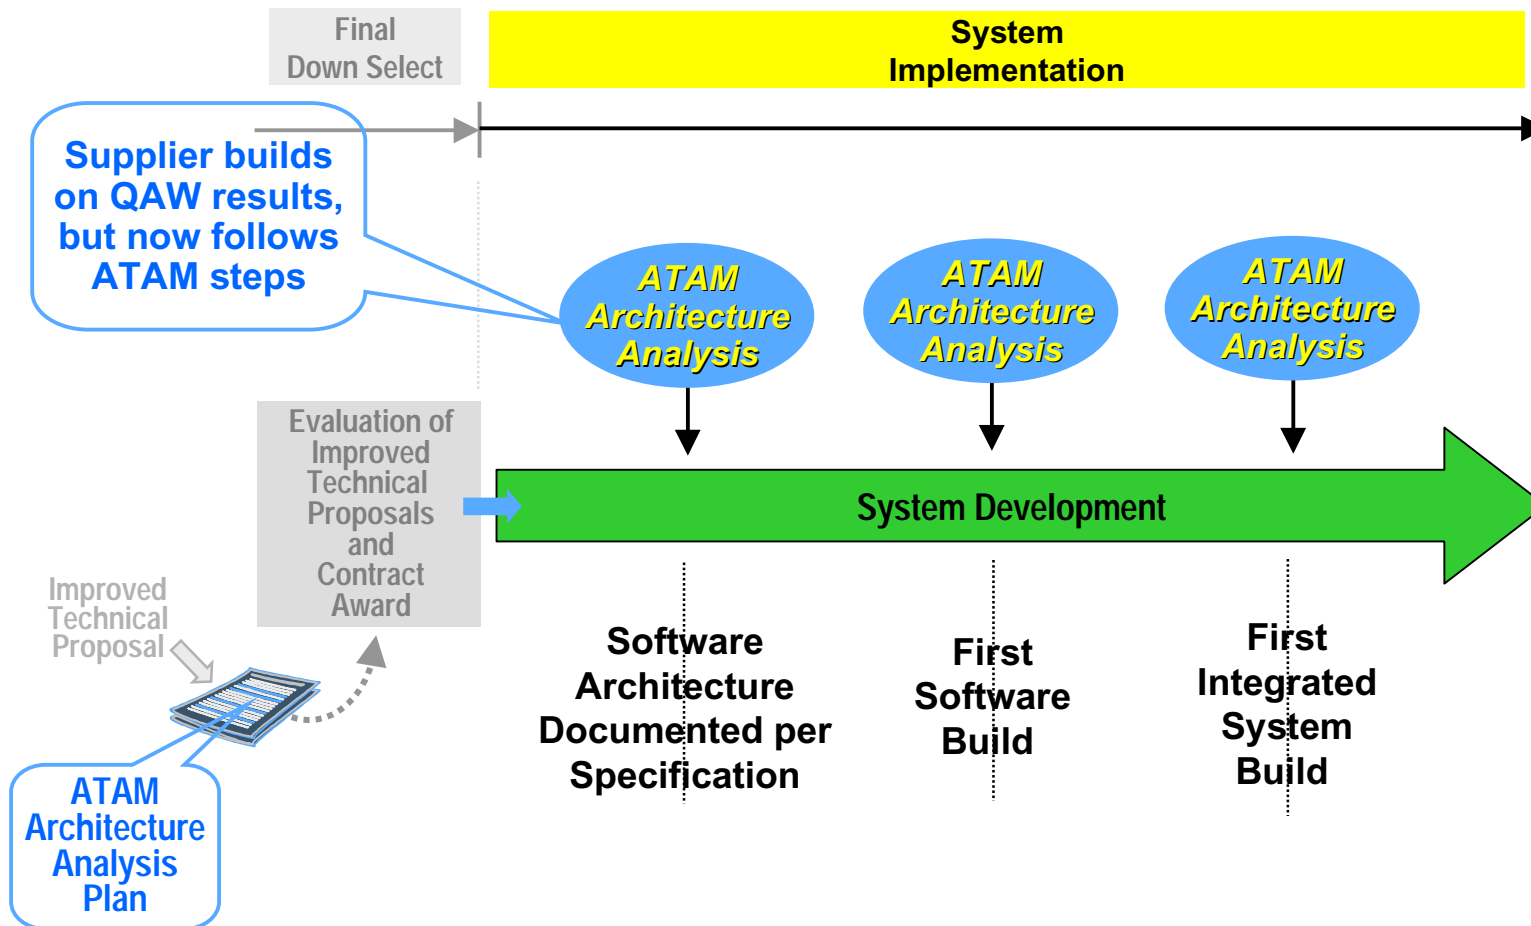 Final
Down Select
System
Implementation
Supplier builds
on QAW results,
but now follows
ATAM steps
ATAM
Architecture
Analysis
ATAM
Architecture
Analysis
ATAM
Architecture
Analysis
Evaluation of
Improved
Technical
Proposals
and
Contract
Award
System Development
Improved
Technical
Proposal
Software
Architecture
Documented per
Specification
First
Software
Build
First
Integrated
System
Build
ATAM
Architecture
Analysis
Plan